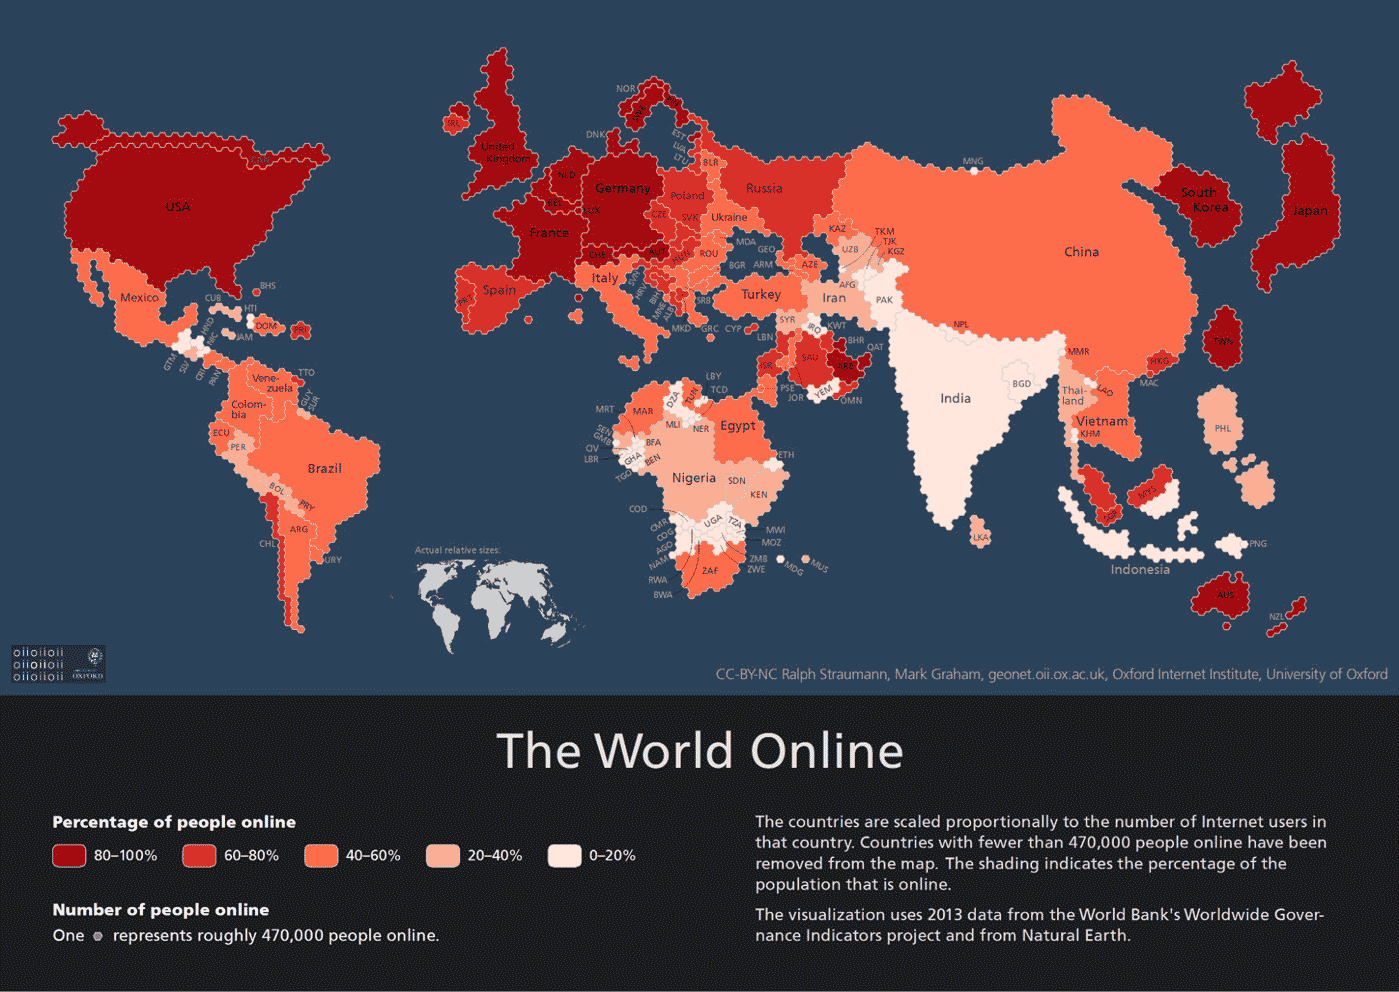 NOR
United
Kingdom
IRL
DNK
EST
LVA
LTU
BLR
MNG
NLD
Germany
Poland
Russia
South
Korea
Japan
USA
BEL
LUX
CZE
SVK
Ukraine
France
KAZ
TKM
TJK
KGZ
UZB
MDA
GEO
China
CHE
AUT
HUN
ROU
BGR
ARM
AZE
Italy
SVN
HRV
BIH
MNE
ALB
SRB
Spain
PRT
Turkey
Iran
AFG
PAK
Mexico
CUB
BHS
HTI
DOM
PRI
JAM
HND
NIC
GTM
SLV
CRI
PAN
MKD
GRC
CYP
SYR
IRQ
KWT
NPL
LBN
BHR
QAT
SAU
ARE
ISR
MMR
HKG
TWN
MAC
Vene-
zuela
TTO
GUY
SUR
Colom-
bia
LBY
TCD
PSE
JOR
YEM
OMN
India
BGD
Thai-
land
LAO
Vietnam
KHM
PHL
DZA
TUN
MRT
MAR
MLI
NER
Egypt
SEN
GMB
CIV
LBR
BFA
GHA
BEN
TGO
ETH
ECU
PER
Brazil
BOL
PRY
ARG
CHL
URY
Nigeria
SDN
KEN
COD
CMR
COG
AGO
NAM
UGA
TZA
MWI
MOZ
RWA
BWA
ZAF
ZMB
ZWE
MDG
MUS
LKA
MYS
SGP
Indonesia
PNG
AUS
NZL
Actual relative sizes:
oiioiioii
oiioiioii
oiioiioii
OXFORD
CC-BY-NC Ralph Straumann, Mark Graham, geonet.oii.ox.ac.uk, Oxford Internet Institute, University of Oxford
The World Online
Percentage of people online
80–100% 60–80% 40–60% 20–40% 0–20%
Number of people online
One represents roughly 470,000 people online.
The countries are scaled proportionally to the number of Internet users in
that country. Countries with fewer than 470,000 people online have been
removed from the map. The shading indicates the percentage of the
population that is online.
The visualization uses 2013 data from the World Bank's Worldwide Gover-
nance Indicators project and from Natural Earth.